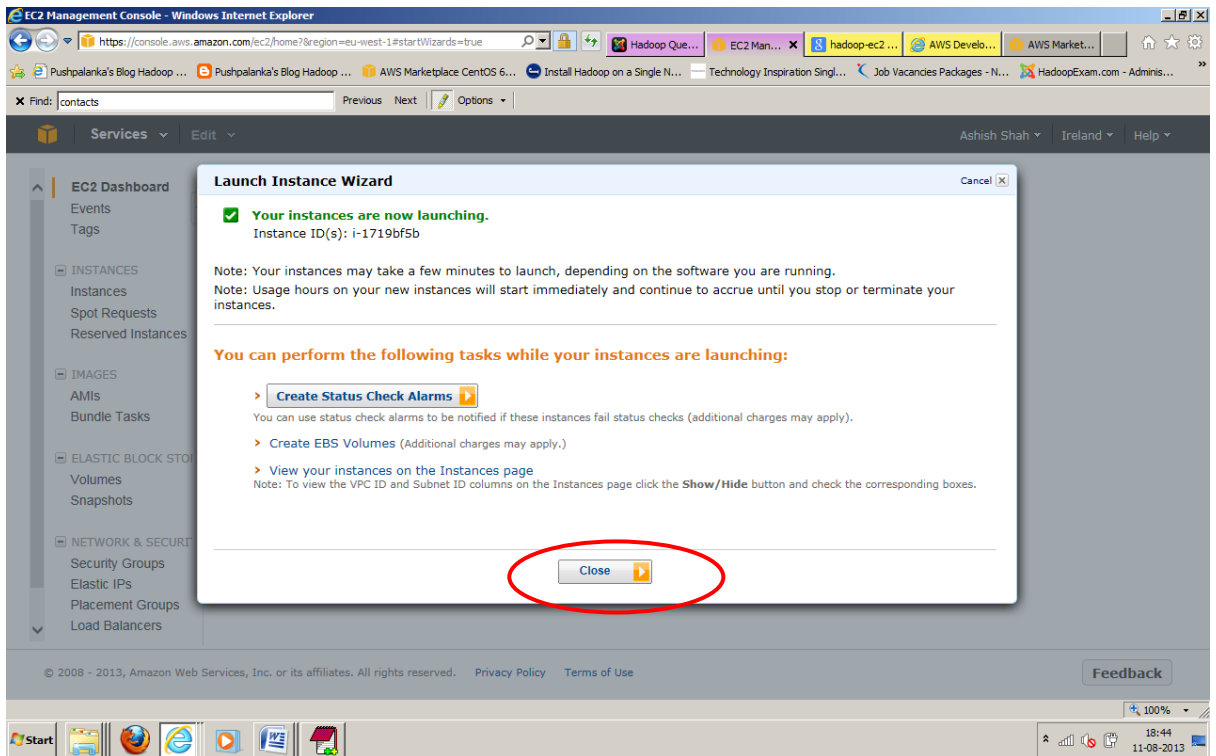 EC2 Management Console - Windows Internet Explorer
https://console.aws.amazon.com/ec2/home?&region=eu-west-1#startWizards=true
Hadoop Que...
EC2 Man...
hadoop-ec2 ...
AWS Develo...
AWS Market...
Pushpalanka's Blog Hadoop ...
Pushpalanka's Blog Hadoop ...
AWS Marketplace CentOS 6...
Install Hadoop on a Single N...
Technology Inspiration Singl...
Job Vacancies Packages - N...
HadoopExam.com - Adminis...
Find: contacts
Previous Next Options
Services Edit
Ashish Shah Ireland Help
EC2 Dashboard
Events
Tags
INSTANCES
Instances
Spot Requests
Reserved Instances
IMAGES
AMIs
Bundle Tasks
ELASTIC BLOCK STO
Volumes
Snapshots
NETWORK & SECURI
Security Groups
Elastic IPs
Placement Groups
Load Balancers
Launch Instance Wizard
Cancel
Your instances are now launching.
Instance ID(s): i-1719bf5b
Note: Your instances may take a few minutes to launch, depending on the software you are running.
Note: Usage hours on your new instances will start immediately and continue to accrue until you stop or terminate your
instances.
You can perform the following tasks while your instances are launching:
Create Status Check Alarms
You can use status check alarms to be notified if these instances fail status checks (additional charges may apply).
Create EBS Volumes (Additional charges may apply.)
View your instances on the Instances page
Note: To view the VPC ID and Subnet ID columns on the Instances page click the Show/Hide button and check the corresponding boxes.
Close
© 2008 - 2013, Amazon Web Services, Inc. or its affiliates. All rights reserved. Privacy Policy Terms of Use
Feedback
100%
Start
18:44
11-08-2013